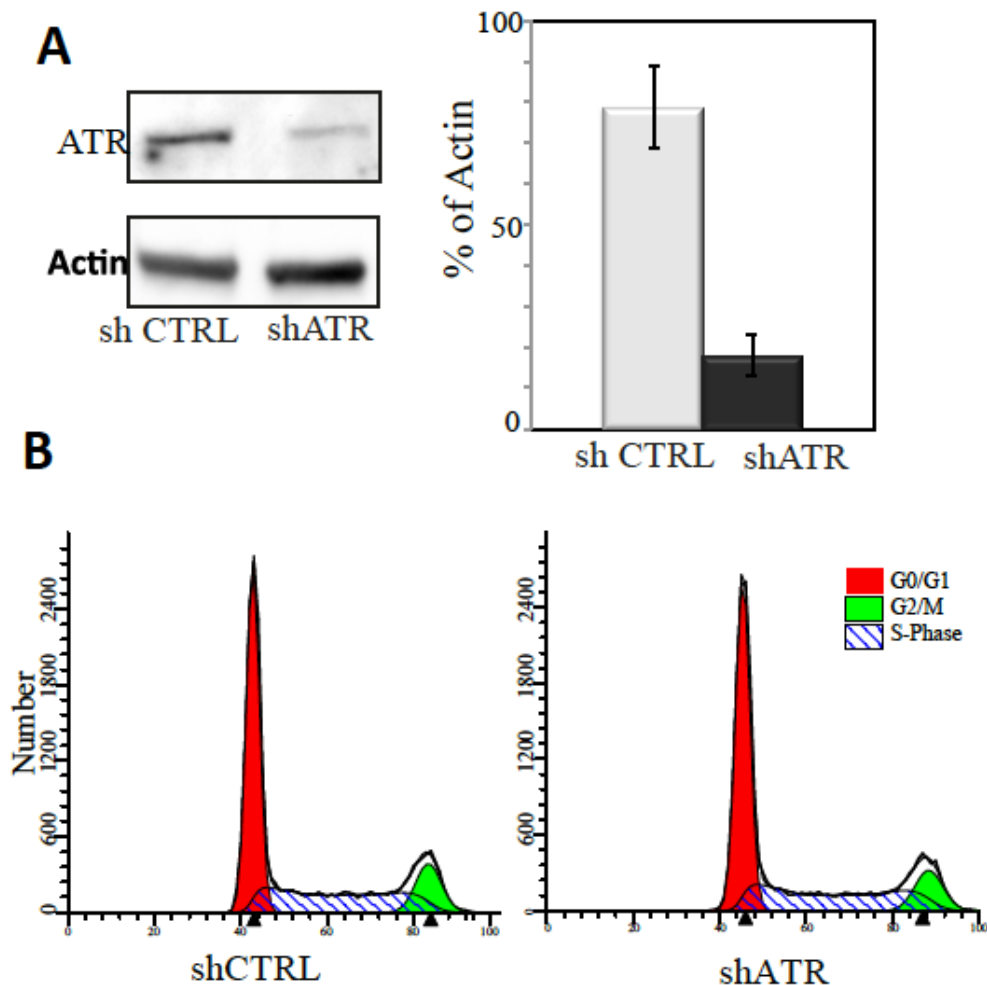 A
ATR
Actin
sh CTRL shATR
100
50
0
% of Actin
sh CTRL shATR
B
2400
1800
1200
600
0
Number
0 20 40 60 80 100
shCTRL
2400
1800
1200
600
0
0 20 40 60 80 100
shATR
G0/G1
G2/M
S-Phase